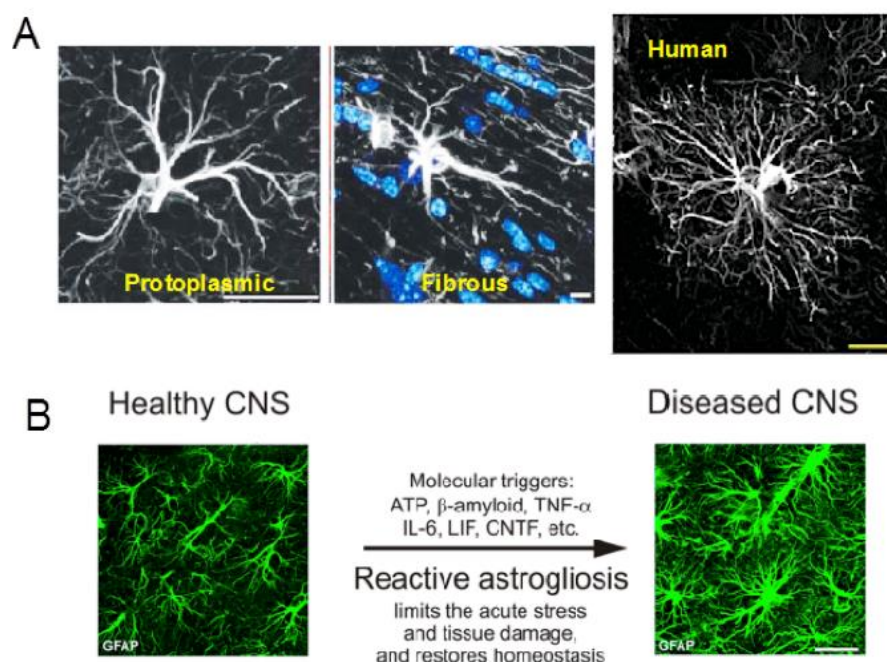 A
Protoplasmic
Fibrous
Human
B
Healthy CNS
Diseased CNS
Molecular triggers:
ATP, β-amyloid, TNF-α
IL-6, LIF, CNTF, etc.
Reactive astrogliosis
limits the acute stress
and tissue damage,
and restores homeostasis
GFAP
GFAP